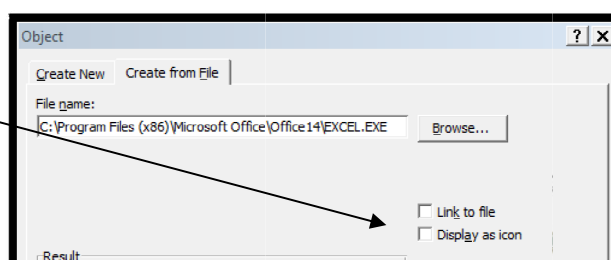 Object
Create New Create from File
File name:
C:\Program Files (x86)\Microsoft Office\Office14\EXCEL.EXE Browse...
Link to file
Display as icon
Result